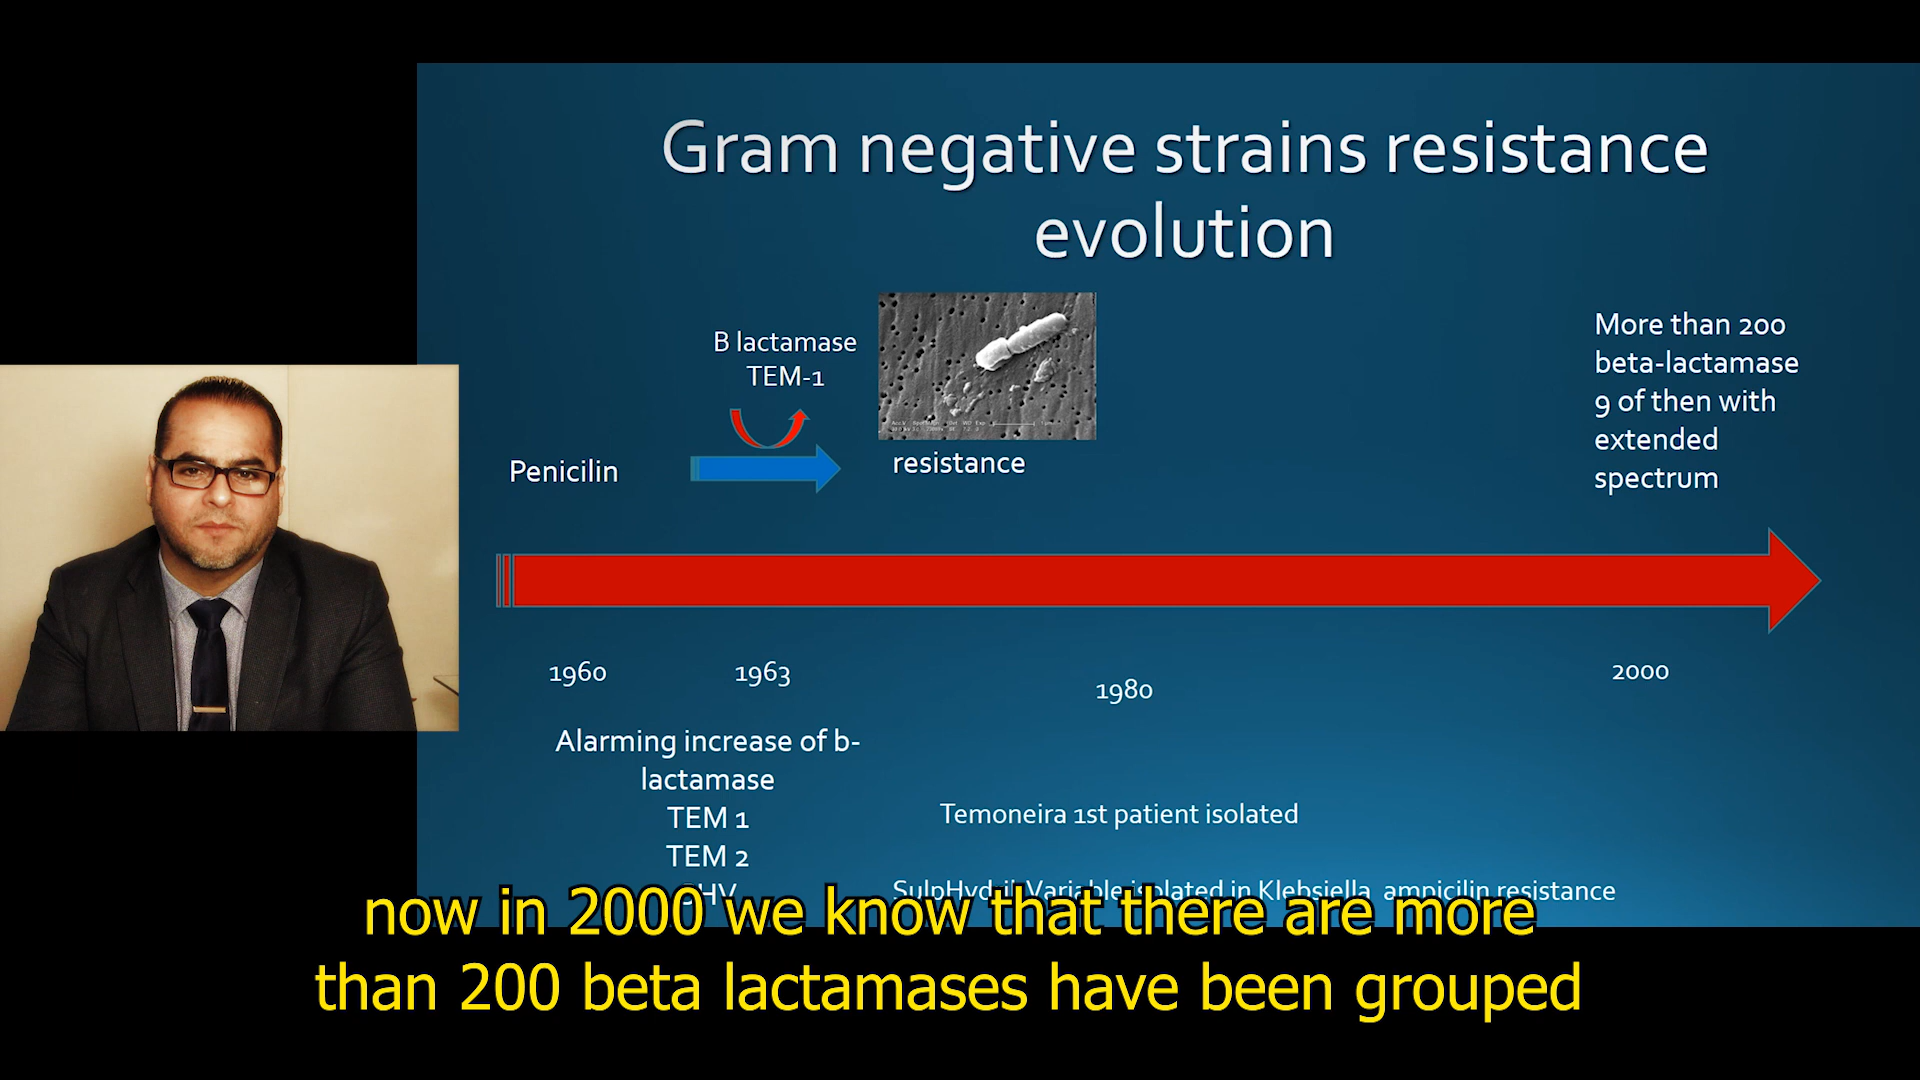 Gram negative strains resistance
evolution
B lactamase
TEM-1
More than 200
beta-lactamase
9 of then with
extended
spectrum
Penicilin
resistance
1960
1963
1980
2000
Alarming increase of b-
lactamase
TEM 1
TEM 2
Temoneira 1st patient isolated
isolated in Klebsiella ampicilin resistance
now in 2000 we know that there are more
than 200 beta lactamases have been grouped